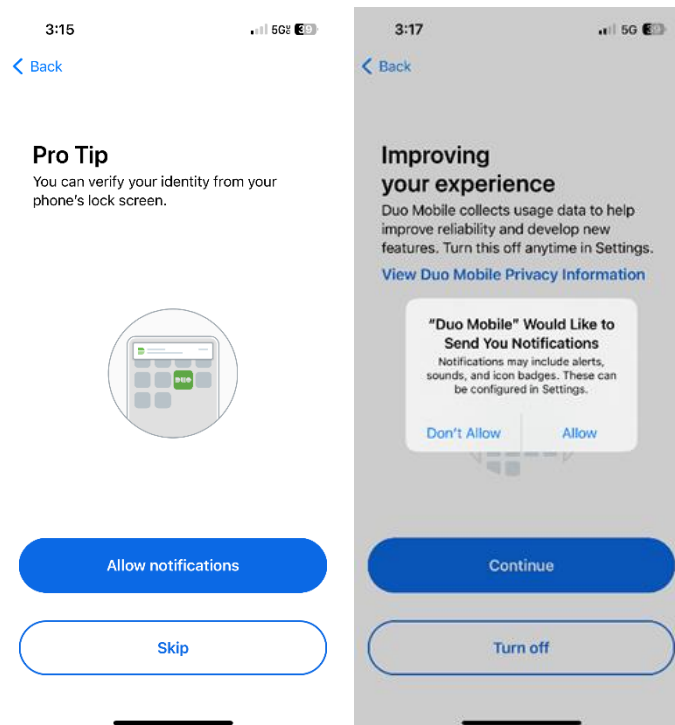 3:15
5G
39
Back
Pro Tip
You can verify your identity from your
phone's lock screen.
DUO
Allow notifications
Skip
3:17
5G
39
Back
Improving
your experience
Duo Mobile collects usage data to help
improve reliability and develop new
features. Turn this off anytime in Settings.
View Duo Mobile Privacy Information
"Duo Mobile" Would Like to
Send You Notifications
Notifications may include alerts,
sounds, and icon badges. These can
be configured in Settings.
Don't Allow
Allow
Continue
Turn off